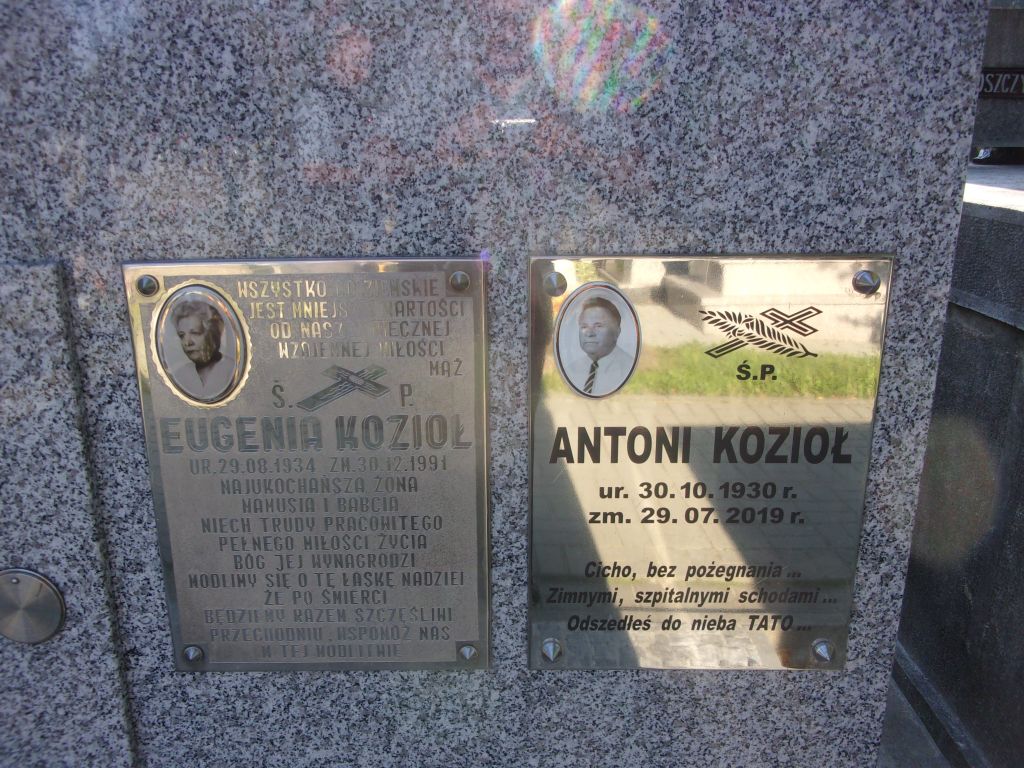 WSZYSTKO CO ZIEMSKIE
JEST MNIEJSZEJ WARTOŚCI
OD NASZEJ WIECZNEJ
WZAJEMNEJ MIŁOŚCI
MĄŻ
Ś. P.
EUGENIA KOZIOŁ
UR. 29.08.1934 . ZM. 30.12.1991
NAJUKOCHAŃSZA ŻONA
MAMUSIA I BABCIA
NIECH TRUDY PRACOWITEGO
PEŁNEGO MIŁOŚCI ŻYCIA
BÓG JEJ WYNAGRODZI
MODLIMY SIĘ O TĘ ŁASKĘ NADZIEI
ŻE PO ŚMIERCI
BĘDZIEMY RAZEM SZCZĘŚLIWI
PRZECHODNIU, WSPOMÓŻ NAS
W TEJ MODLITWIE
Ś.P.
ANTONI KOZIOŁ
ur. 30.10.1930 r.
zm. 29.07.2019 r.
Cicho, bez pożegnania...
Zimnymi, szpitalnymi schodami...
Odszedłeś do nieba TATO...